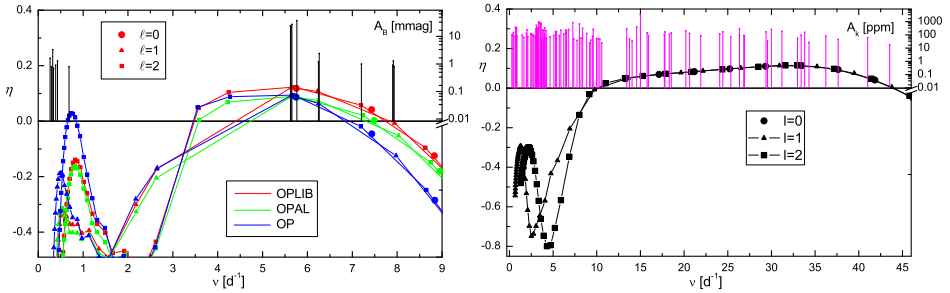 A_B [mmag]
ℓ=0
ℓ=1
ℓ=2
OPLIB
OPAL
OP
η
0.4
0.2
0.0
-0.2
-0.4
10
1
0.1
0.01
0 1 2 3 4 5 6 7 8 9
ν [d⁻¹]
A_k [ppm]
l=0
l=1
l=2
η
0.4
0.2
0.0
-0.2
-0.4
-0.6
-0.8
1000
100
10
1
0.1
0.01
0 5 10 15 20 25 30 35 40 45
ν [d⁻¹]